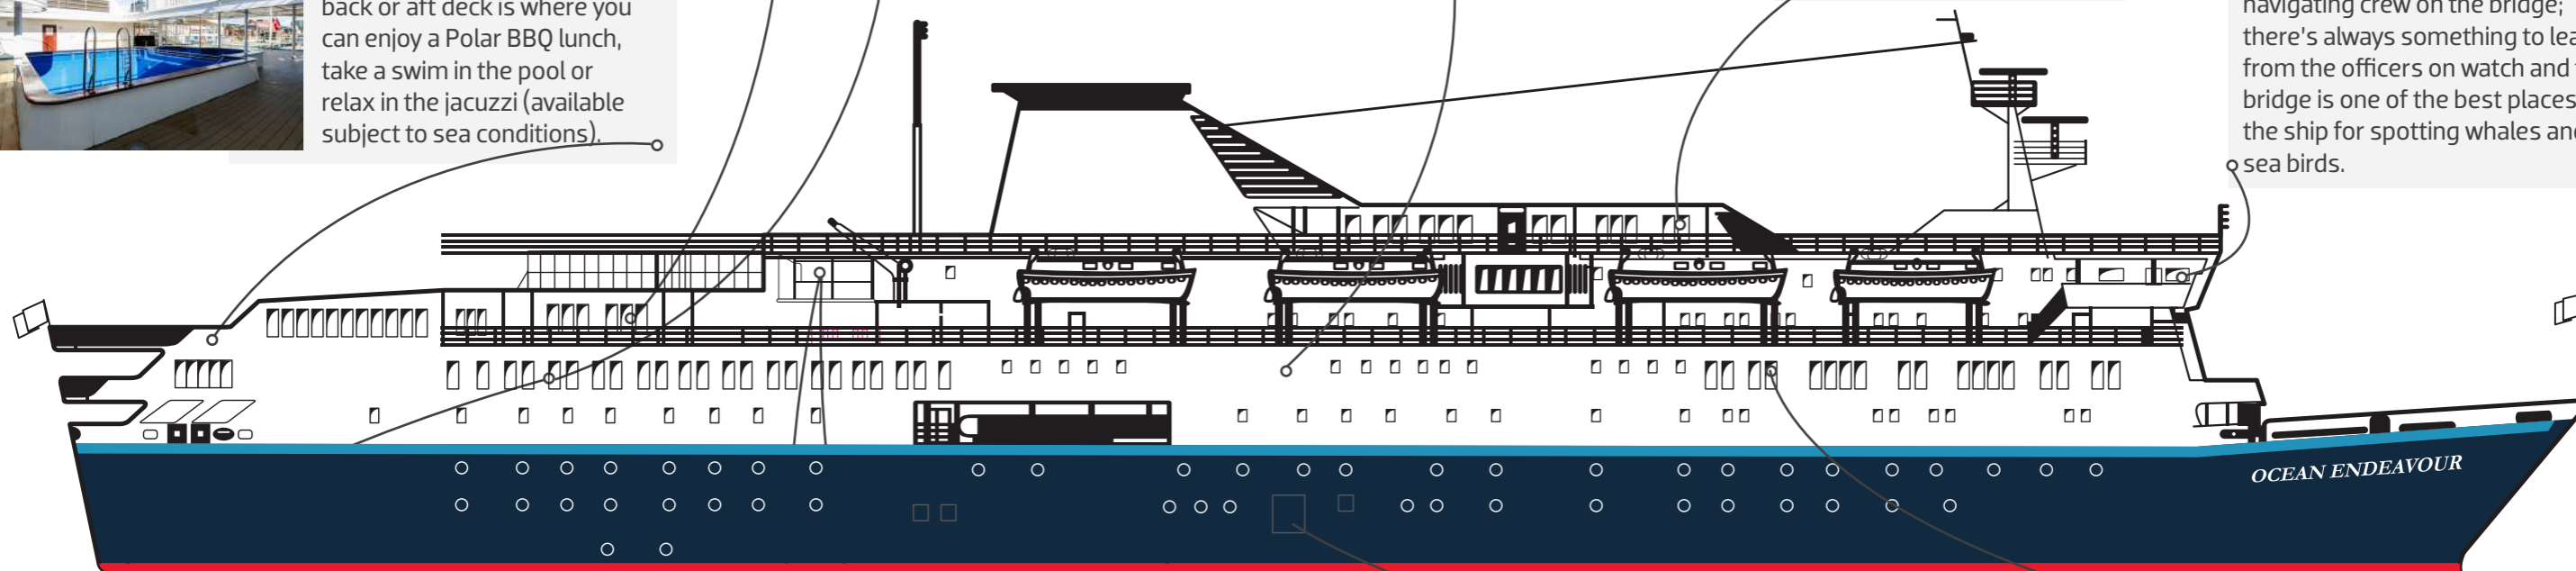 back or aft deck is where you
can enjoy a Polar BBQ lunch,
take a swim in the pool or
relax in the jacuzzi (available
subject to sea conditions).
navigating crew on the bridge;
there's always something to
from the officers on watch and
bridge is one of the best places
the ship for spotting whales
sea birds.
OCEAN ENDEAVOUR